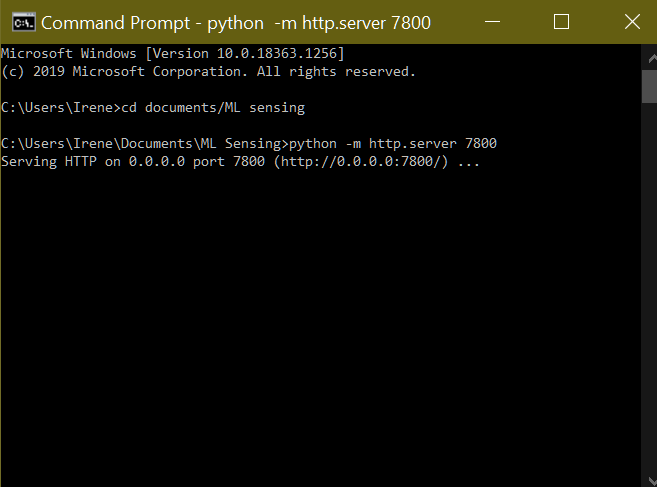 Command Prompt - python  -m http.server 7800
Microsoft Windows [Version 10.0.18363.1256]
(c) 2019 Microsoft Corporation. All rights reserved.
C:\Users\Irene>cd documents/ML sensing
C:\Users\Irene\Documents\ML Sensing>python -m http.server 7800
Serving HTTP on 0.0.0.0 port 7800 (http://0.0.0.0:7800/) ...